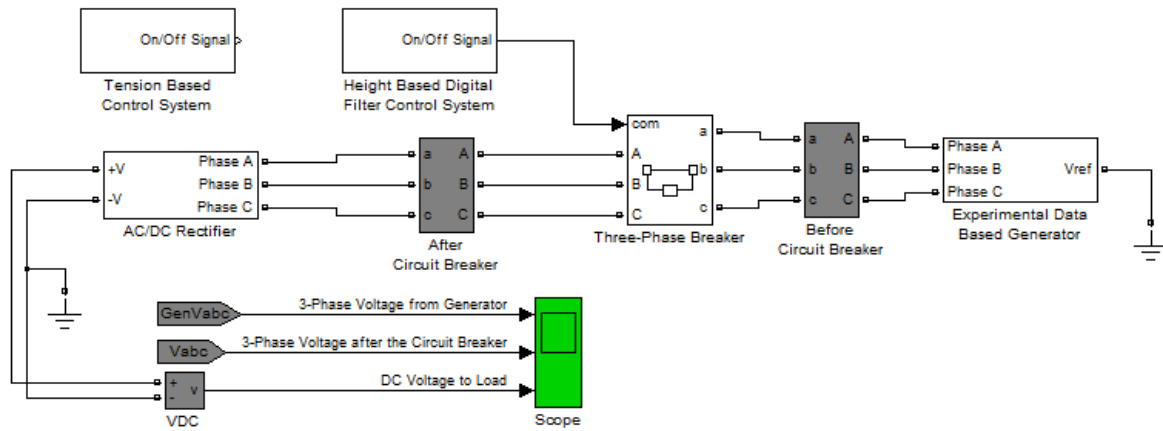 On/Off Signal
Tension Based
Control System
On/Off Signal
Height Based Digital
Filter Control System
+V
-V
Phase A
Phase B
Phase C
AC/DC Rectifier
a A
b B
c C
After
Circuit Breaker
com
A
B
C
a
b
c
Three-Phase Breaker
a A
b B
c C
Before
Circuit Breaker
Phase A
Phase B
Phase C
Vref
Experimental Data
Based Generator
GenVabc
3-Phase Voltage from Generator
Vabc
3-Phase Voltage after the Circuit Breaker
+
-
v
VDC
DC Voltage to Load
Scope